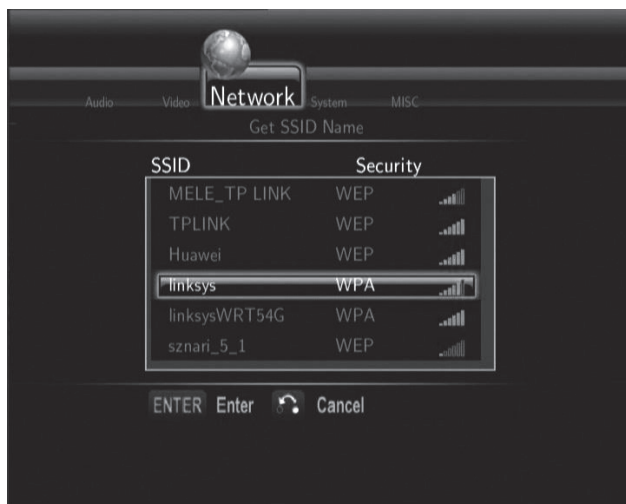 Audio Video Network System MISC
Get SSID Name
SSID Security
MELE_TP LINK WEP
TPLINK WEP
Huawei WEP
linksys WPA
linksysWRT54G WPA
sznari_5_1 WEP
ENTER Enter Cancel